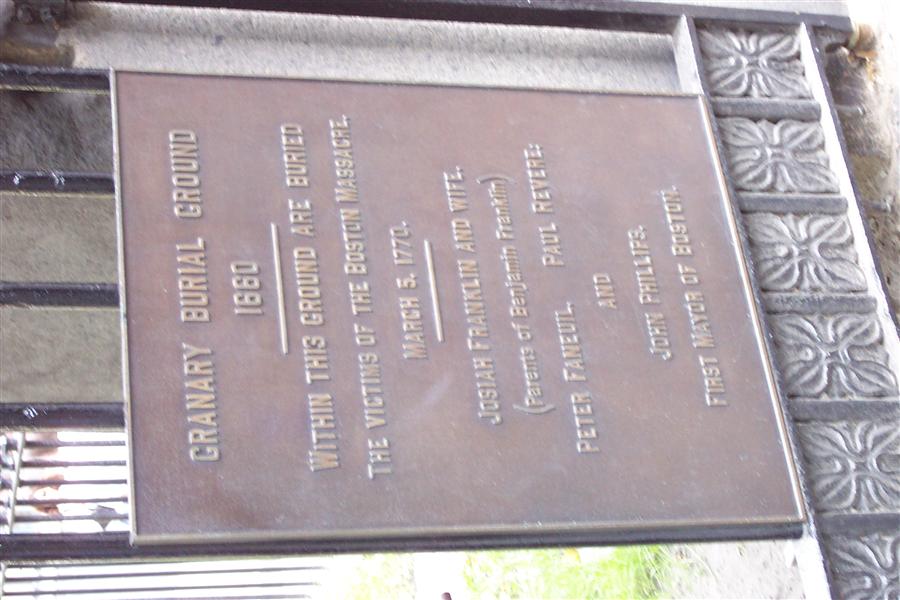 GRANARY BURIAL GROUND
1660
WITHIN THIS GROUND ARE BURIED
THE VICTIMS OF THE BOSTON MASSACRE,
MARCH 5, 1770.
JOSIAH FRANKLIN AND WIFE,
(Parents of Benjamin Franklin)
PETER FANEUIL, PAUL REVERE;
AND
JOHN PHILLIPS,
FIRST MAYOR OF BOSTON.